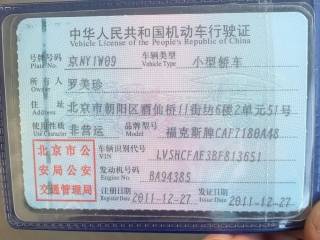 中华人民共和国机动车行驶证
Vehicle License of the People's Republic of China
号牌号码 京NY1W09 车辆类型 小型轿车
Plate No. Vehicle Type
所有人 罗美珍
Owner
住址 北京市朝阳区酒仙桥11街坊6楼2单元51号
Address
使用性质 非营运 品牌型号 福克斯牌CAF7180A48
Use Character Model
北京市公
安局公安
交通管理局
车辆识别代号 LVSHCFAE3BF813651
VIN
发动机号码 BA94385
Engine No.
注册日期 2011-12-27 发证日期 2011-12-27
Register Date Issue Date